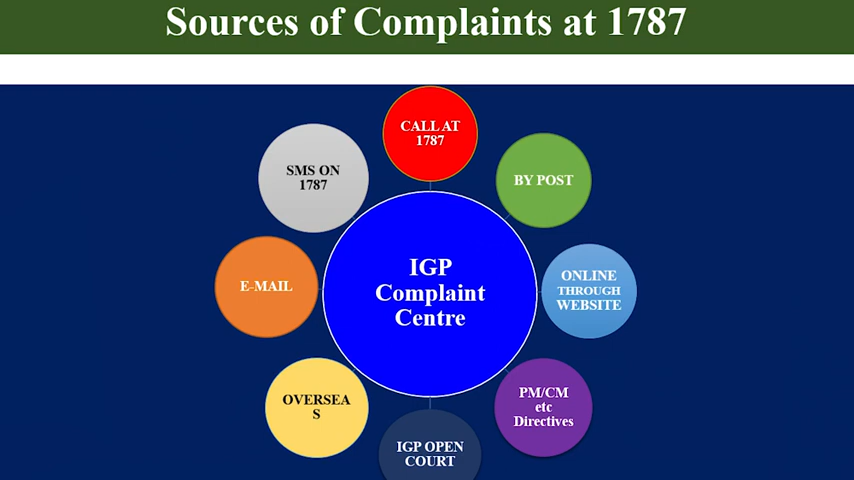 Sources of Complaints at 1787
CALL AT
1787
BY POST
ONLINE
THROUGH
WEBSITE
PM/CM
etc
Directives
IGP OPEN
COURT
OVERSEA
S
E-MAIL
SMS ON
1787
IGP
Complaint
Centre